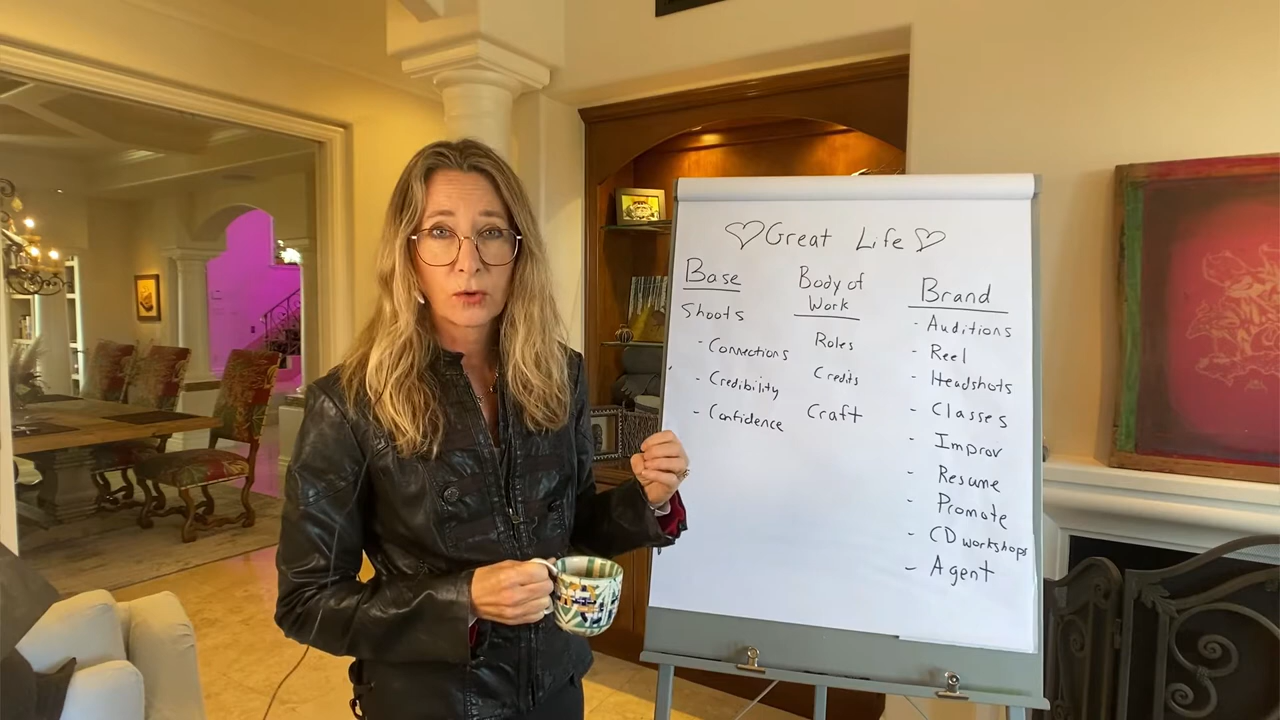 ♡Great Life♡
Base
Shoots
- Connections
- Credibility
- Confidence
Body of
Work
Roles
Credits
Craft
Brand
- Auditions
- Reel
- Headshots
- Classes
- Improv
- Resume
- Promote
- CD workshops
- Agent